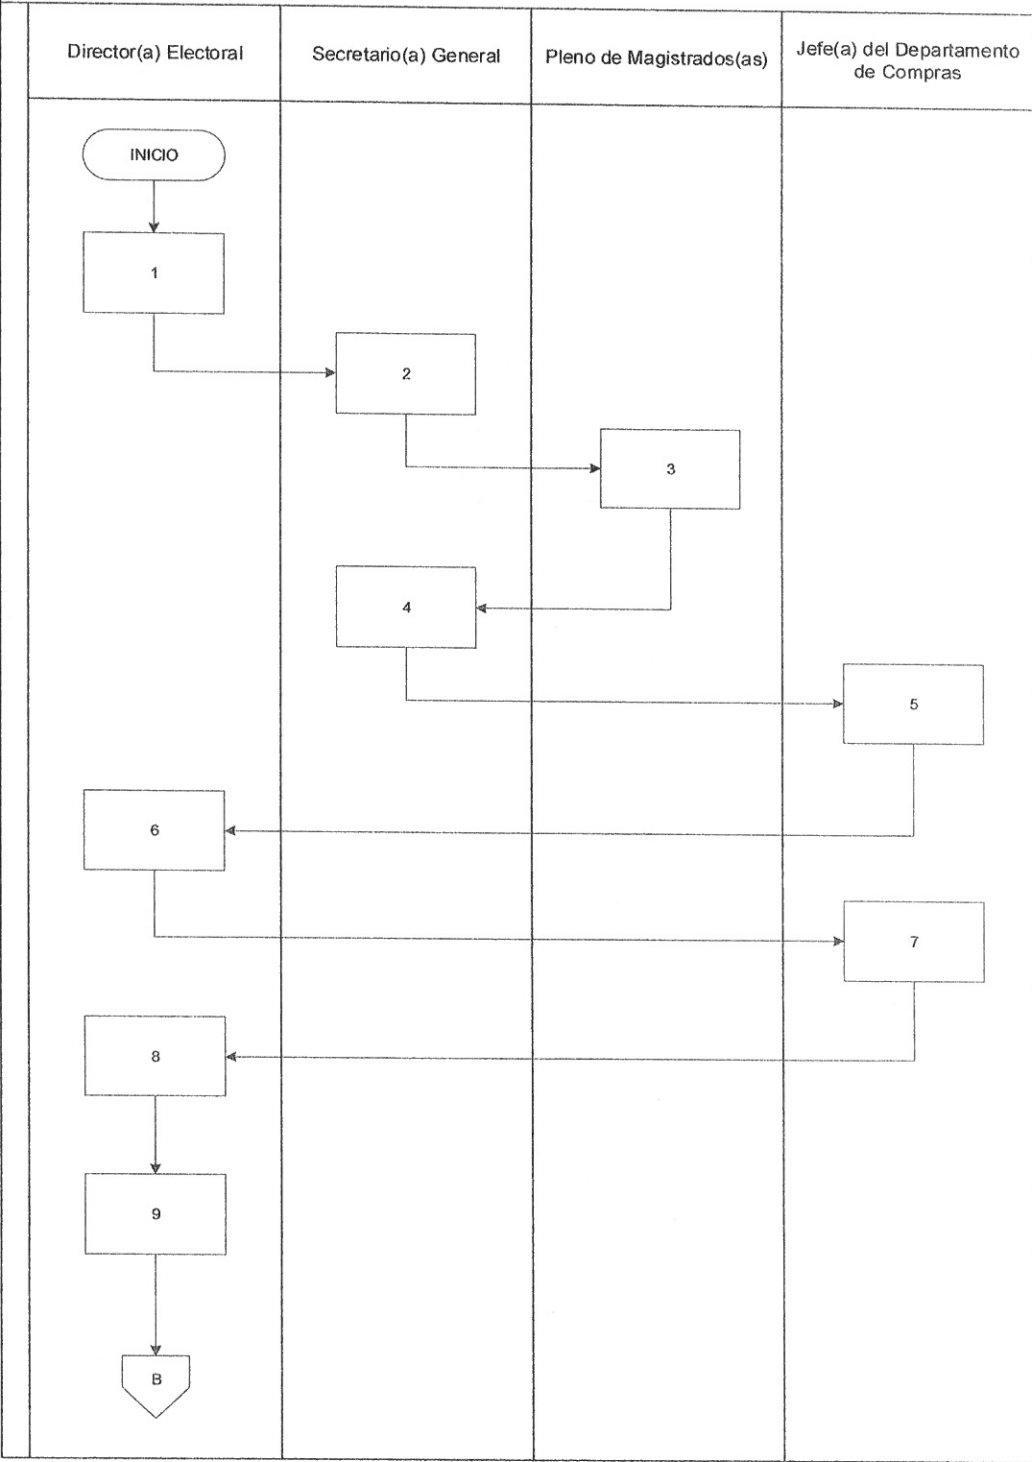 Director(a) Electoral
Secretario(a) General
Pleno de Magistrados(as)
Jefe(a) del Departamento
de Compras
INICIO
1
2
3
4
5
6
7
8
9
B